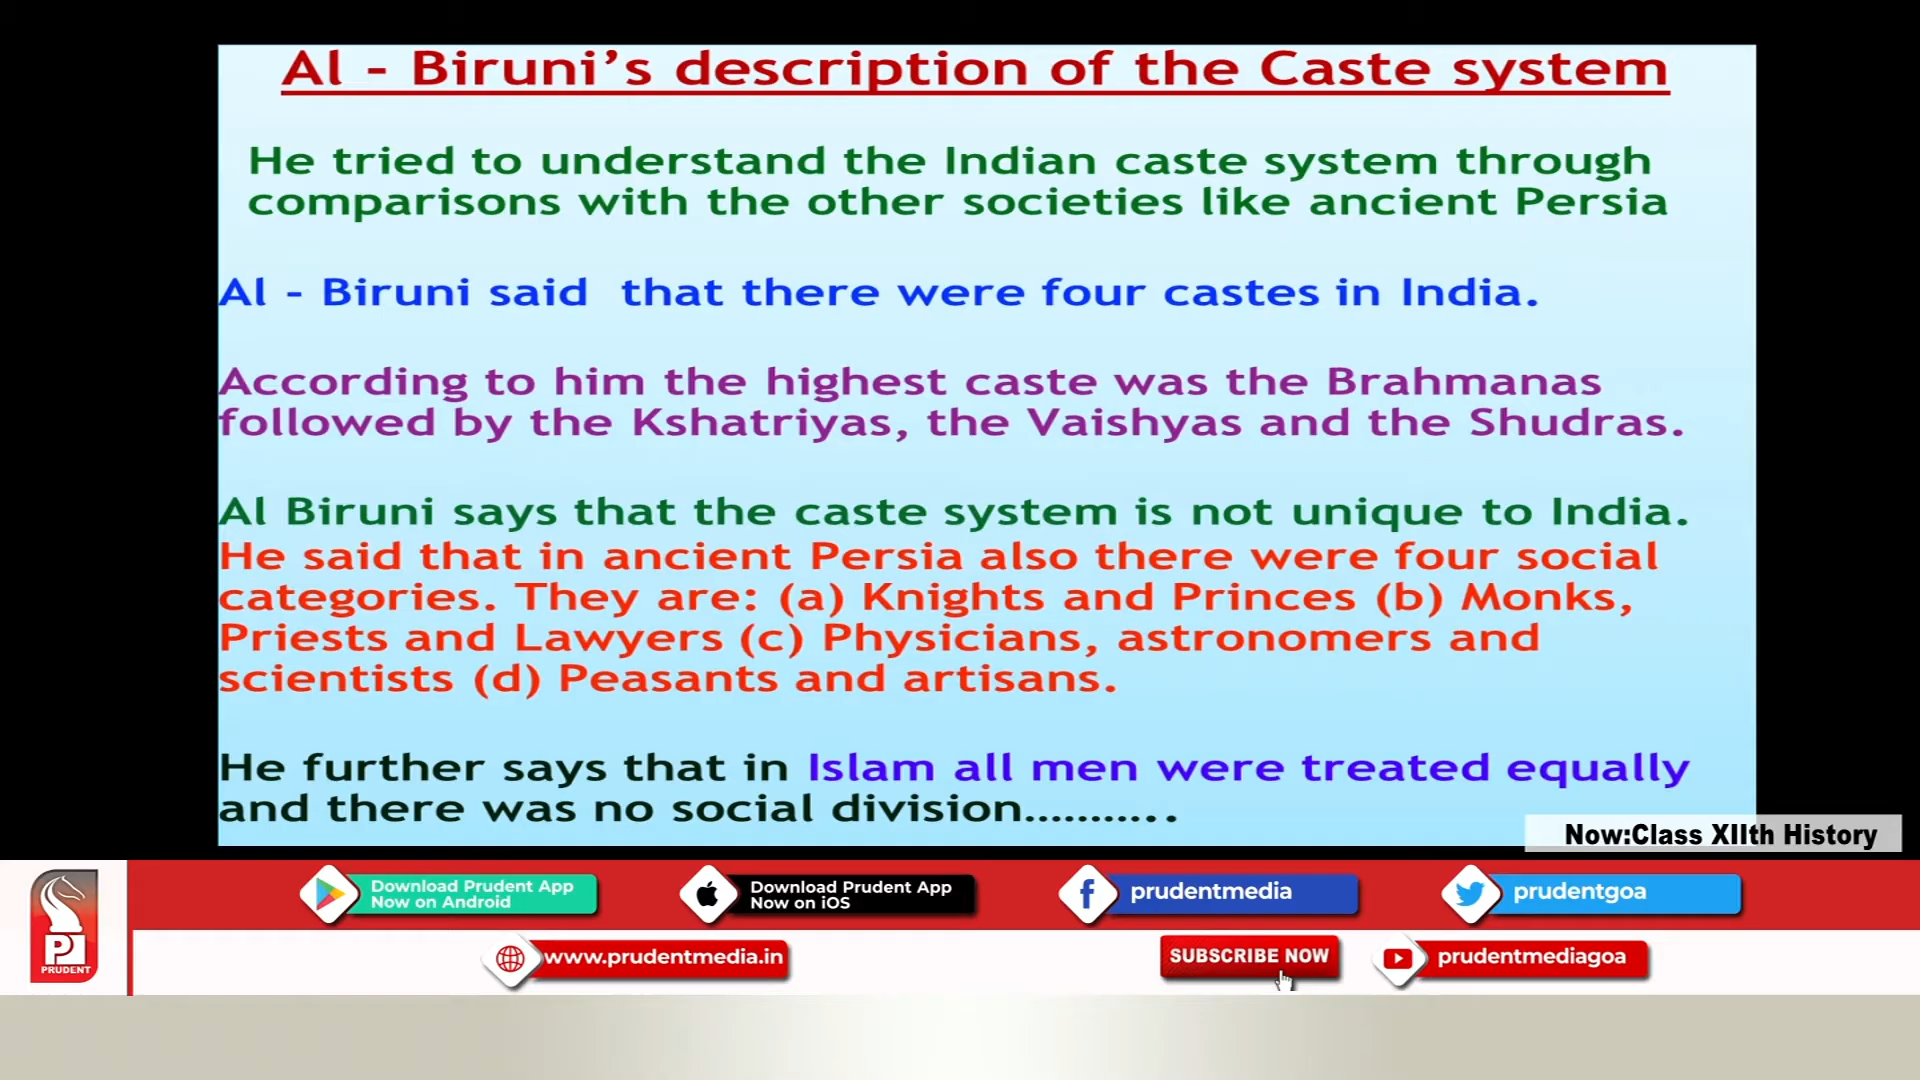 Al - Biruni’s description of the Caste system
He tried to understand the Indian caste system through
comparisons with the other societies like ancient Persia
Al - Biruni said that there were four castes in India.
According to him the highest caste was the Brahmanas
followed by the Kshatriyas, the Vaishyas and the Shudras.
Al Biruni says that the caste system is not unique to India.
He said that in ancient Persia also there were four social
categories. They are: (a) Knights and Princes (b) Monks,
Priests and Lawyers (c) Physicians, astronomers and
scientists (d) Peasants and artisans.
He further says that in Islam all men were treated equally
and there was no social division...........
Now:Class XIIth History
Download Prudent App
Now on Android
Download Prudent App
Now on iOS
prudentmedia
prudentgoa
PRUDENT
www.prudentmedia.in
SUBSCRIBE NOW
prudentmediagoa